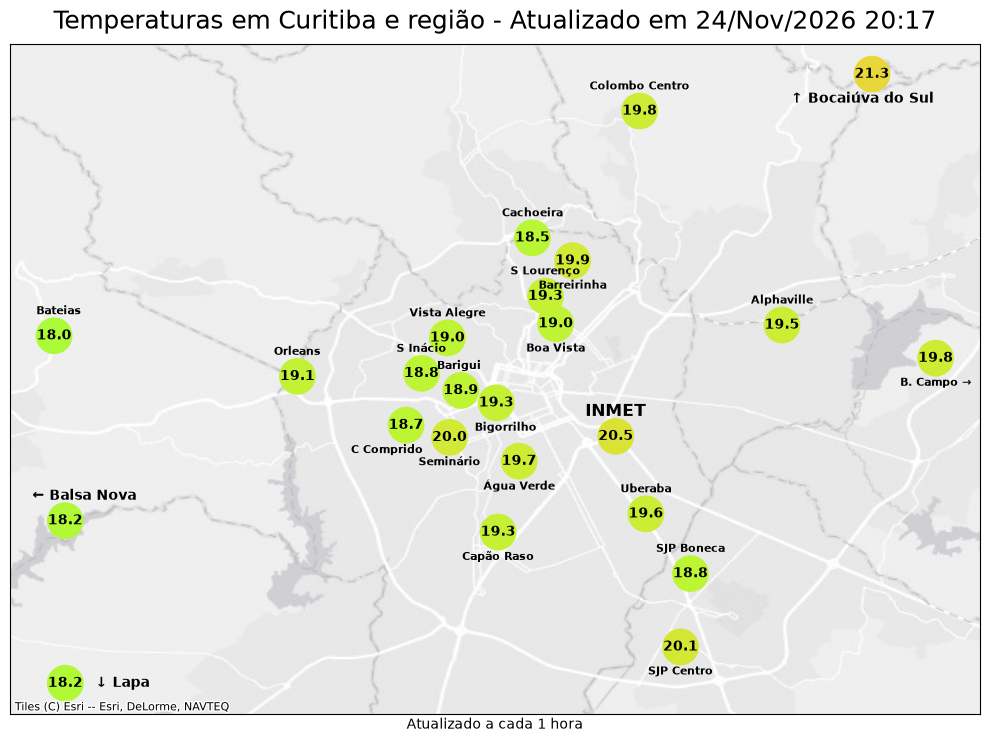 Temperaturas em Curitiba e região - Atualizado em 24/Nov/2026 20:17
21.3
↑ Bocaiúva do Sul
Colombo Centro
19.8
Cachoeira
18.5
19.9
S Lourenço
Barreirinha
19.3
Alphaville
19.5
Bateias
18.0
Vista Alegre
19.0
19.0
Boa Vista
S Inácio
18.8
Orleans
19.1
19.8
B. Campo →
Barigui
18.9
19.3
Bigorrilho
INMET
20.5
18.7
C Comprido
20.0
Seminário
19.7
Água Verde
← Balsa Nova
18.2
Uberaba
19.6
19.3
Capão Raso
SJP Boneca
18.8
20.1
SJP Centro
18.2 ↓ Lapa
Tiles (C) Esri -- Esri, DeLorme, NAVTEQ
Atualizado a cada 1 hora